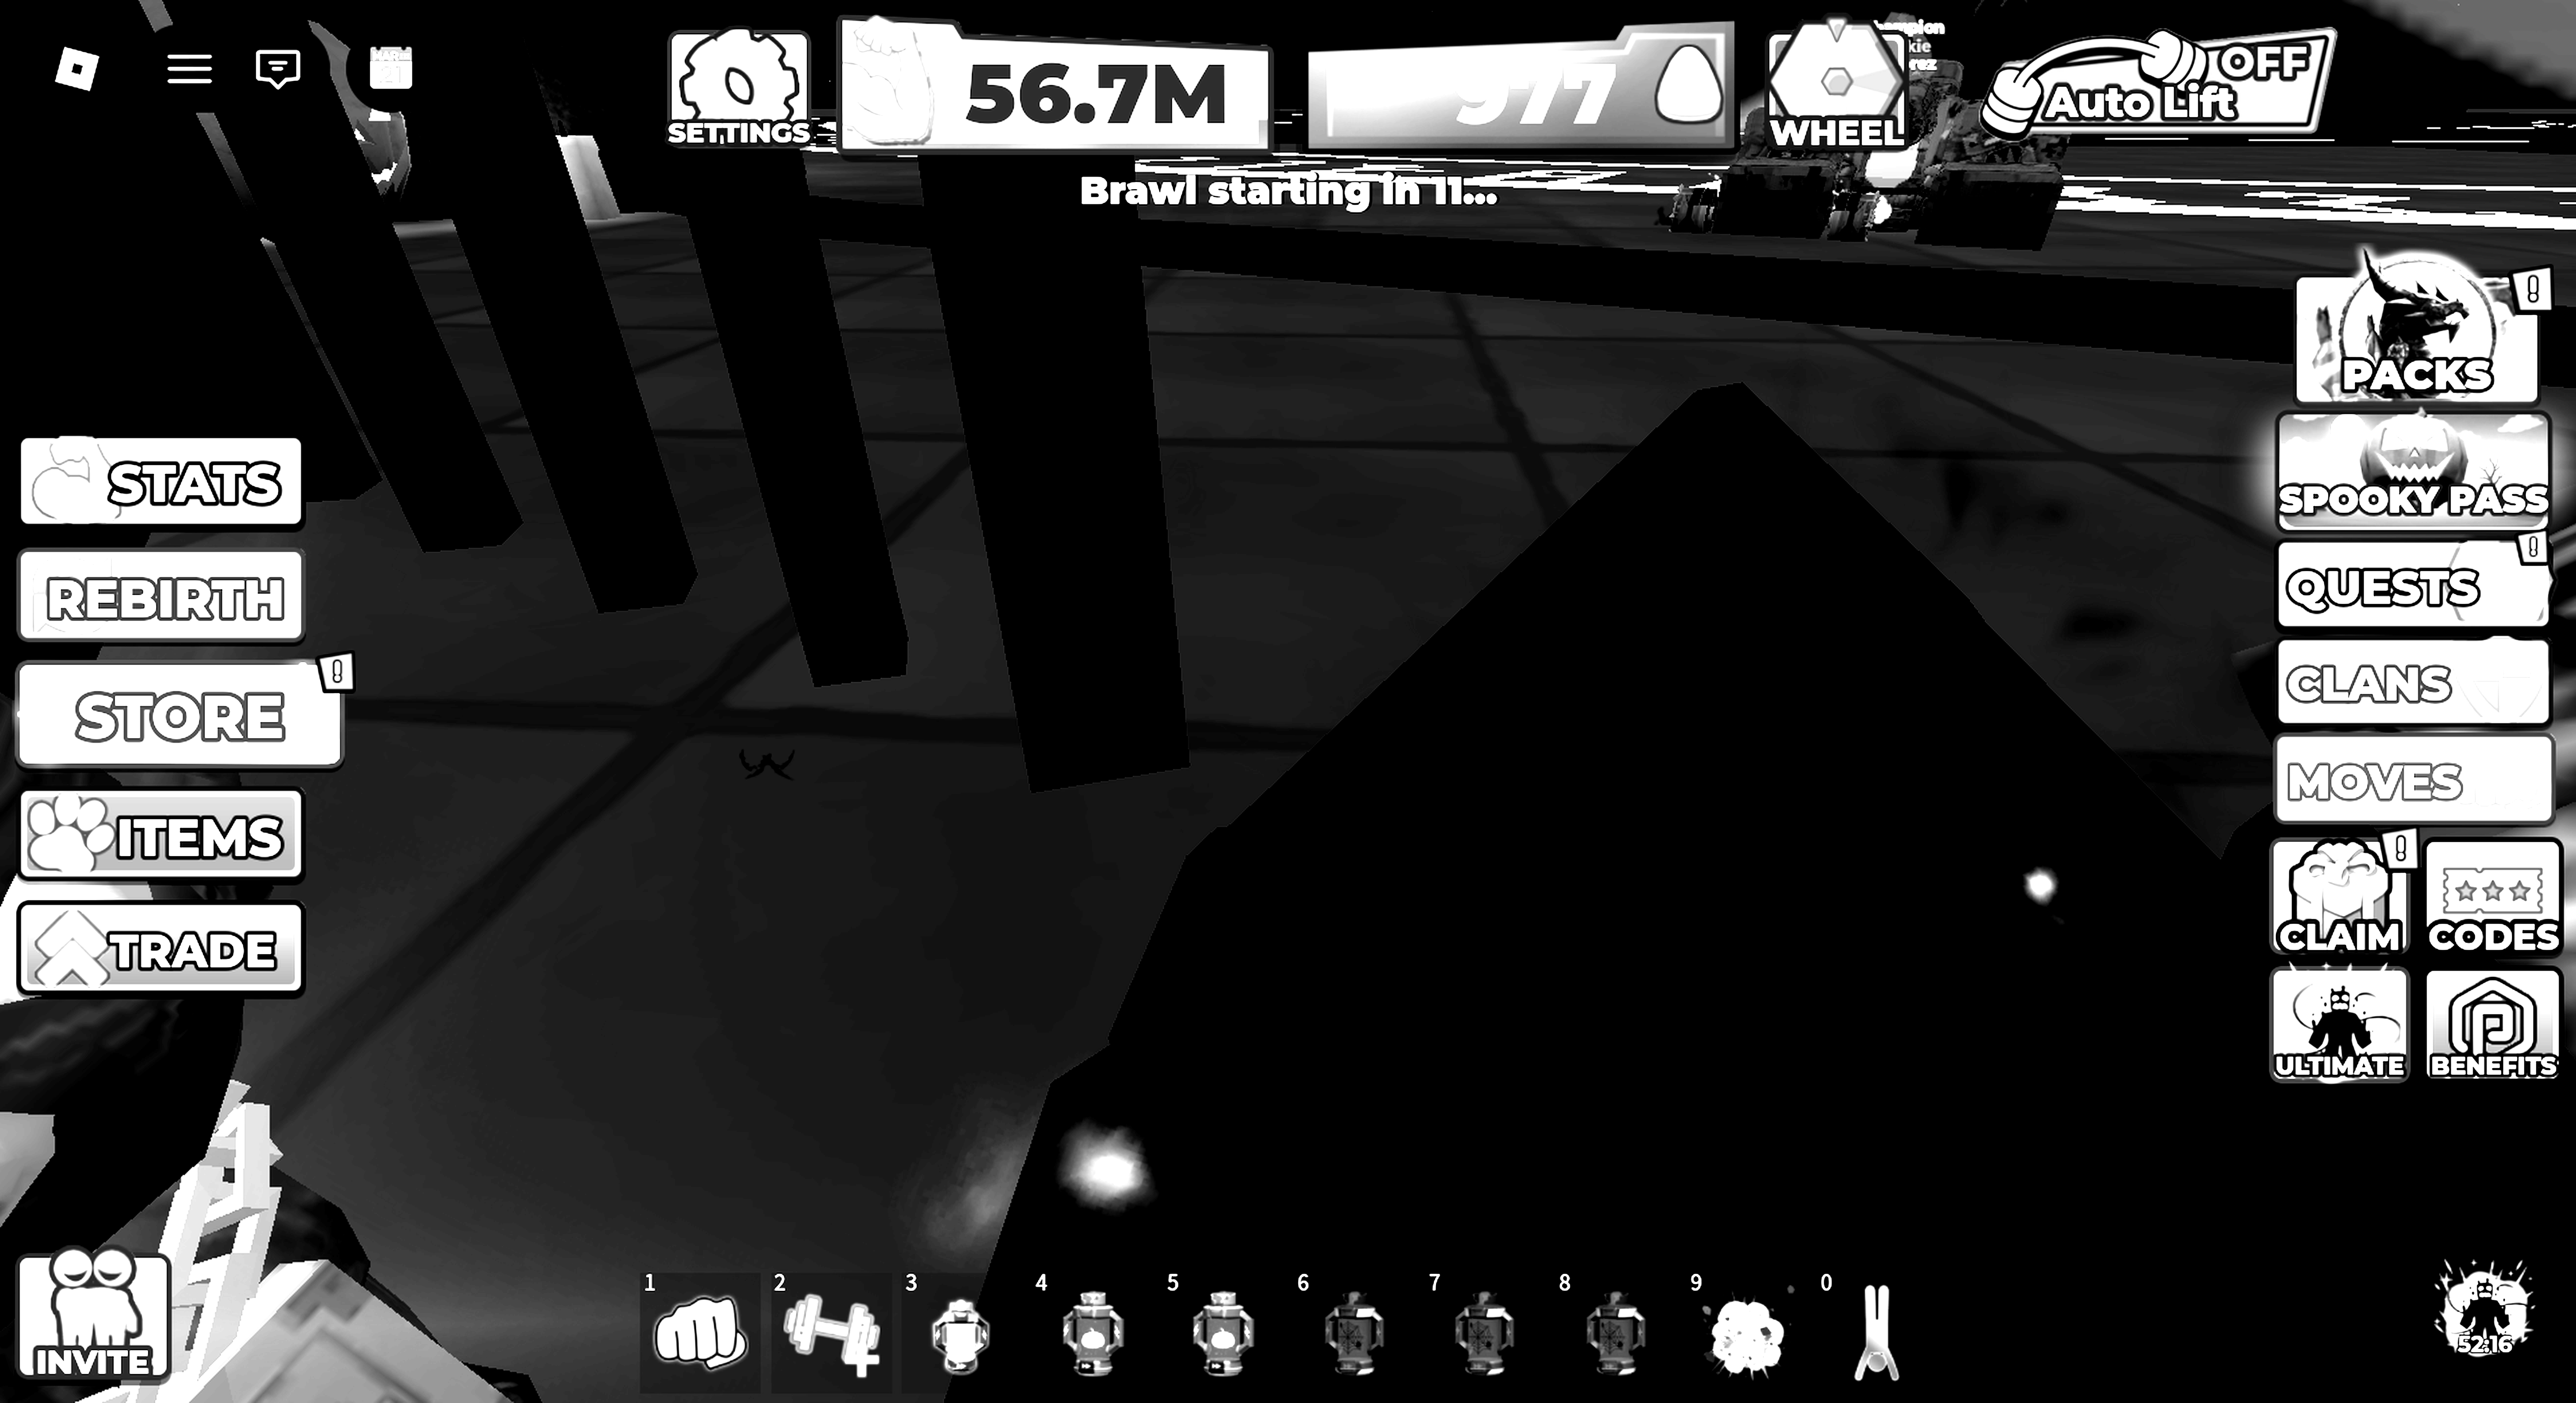 SETTINGS
56.7M
977
WHEEL
OFF
Auto Lift
Brawl starting in 11...
PACKS
SPOOKY PASS
STATS
QUESTS
REBIRTH
CLANS
STORE
MOVES
ITEMS
CLAIM
CODES
TRADE
ULTIMATE
BENEFITS
INVITE
1 2 3 4 5 6 7 8 9 0
52:16